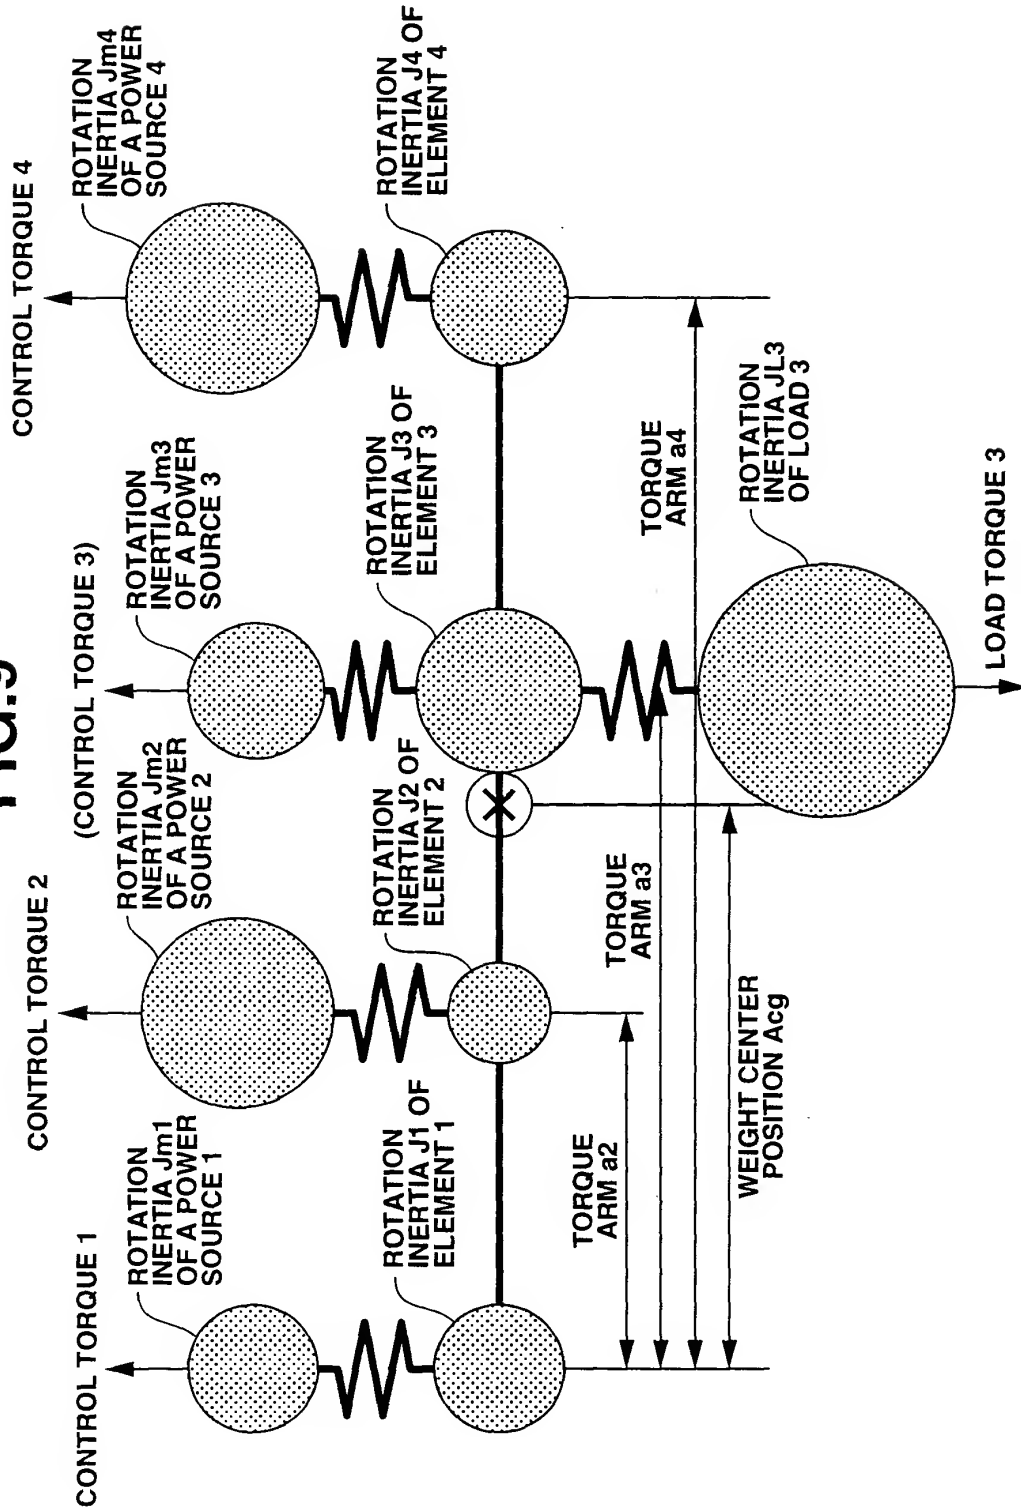 CONTROL TORQUE 1
ROTATION
INERTIA Jm1
OF A POWER
SOURCE 1
ROTATION
INERTIA J1 OF
ELEMENT 1
CONTROL TORQUE 2
ROTATION
INERTIA Jm2
OF A POWER
SOURCE 2
ROTATION
INERTIA J2 OF
ELEMENT 2
(CONTROL TORQUE 3)
ROTATION
INERTIA Jm3
OF A POWER
SOURCE 3
ROTATION
INERTIA J3 OF
ELEMENT 3
CONTROL TORQUE 4
ROTATION
INERTIA Jm4
OF A POWER
SOURCE 4
ROTATION
INERTIA J4 OF
ELEMENT 4
TORQUE
ARM a2
TORQUE
ARM a3
TORQUE
ARM a4
WEIGHT CENTER
POSITION Acg
ROTATION
INERTIA JL3
OF LOAD 3
LOAD TORQUE 3